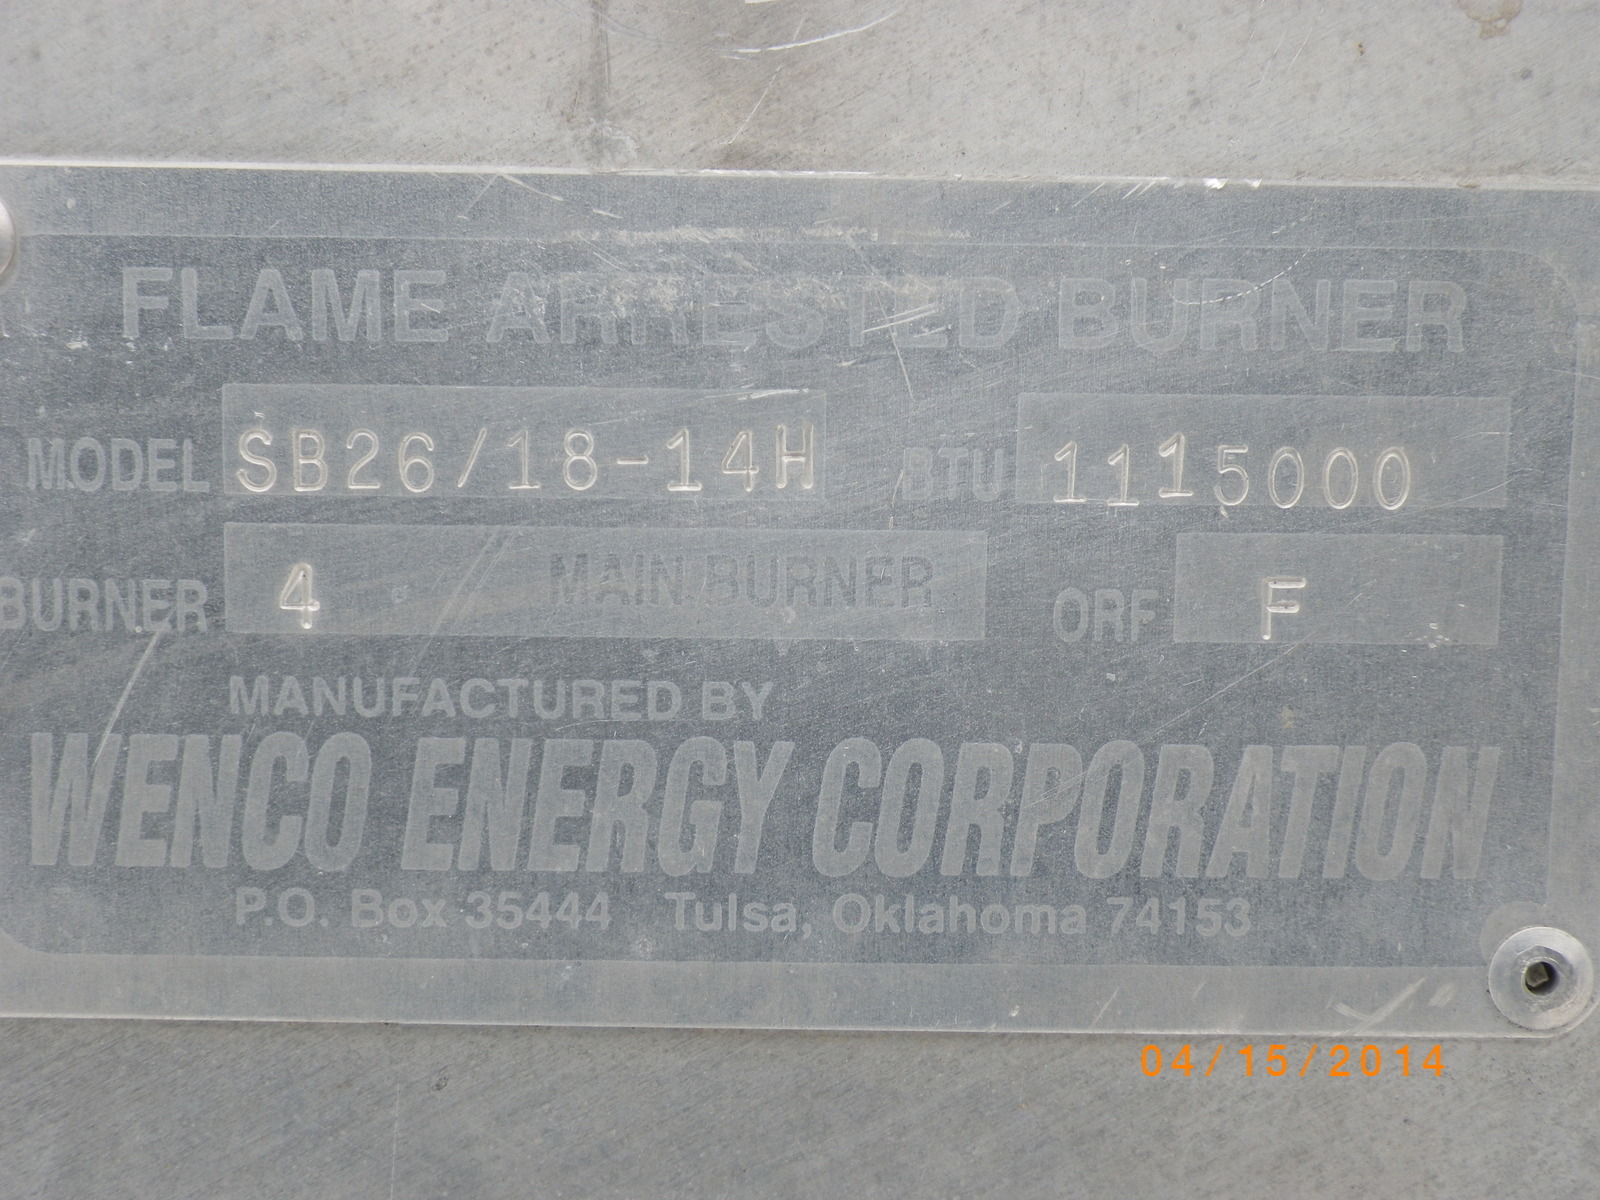 FLAME ARRESTED BURNER
MODEL SB26/18-14H BTU 1115000
BURNER 4 MAIN BURNER ORF F
MANUFACTURED BY
WENCO ENERGY CORPORATION
P.O. Box 35444 Tulsa, Oklahoma 74153
04/15/2014